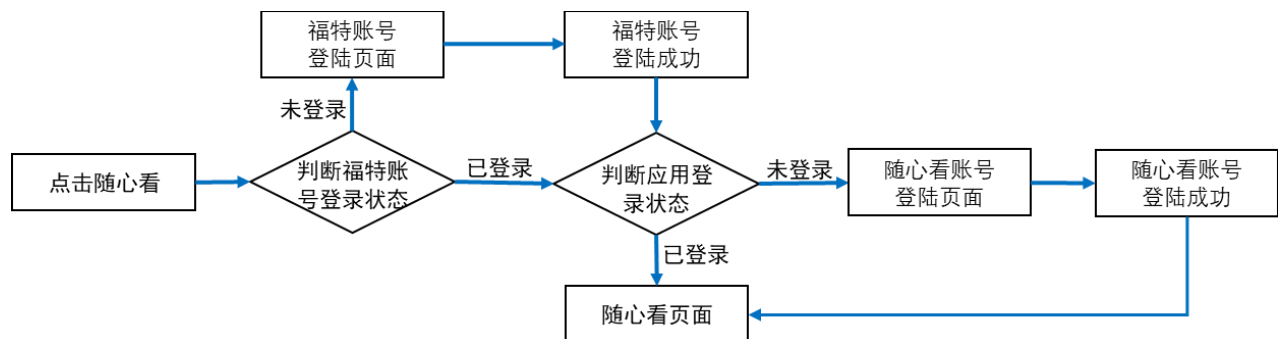 福特账号
登陆页面
福特账号
登陆成功
未登录
点击随心看
判断福特账
号登录状态
已登录
判断应用登
录状态
未登录
随心看账号
登陆页面
随心看账号
登陆成功
已登录
随心看页面